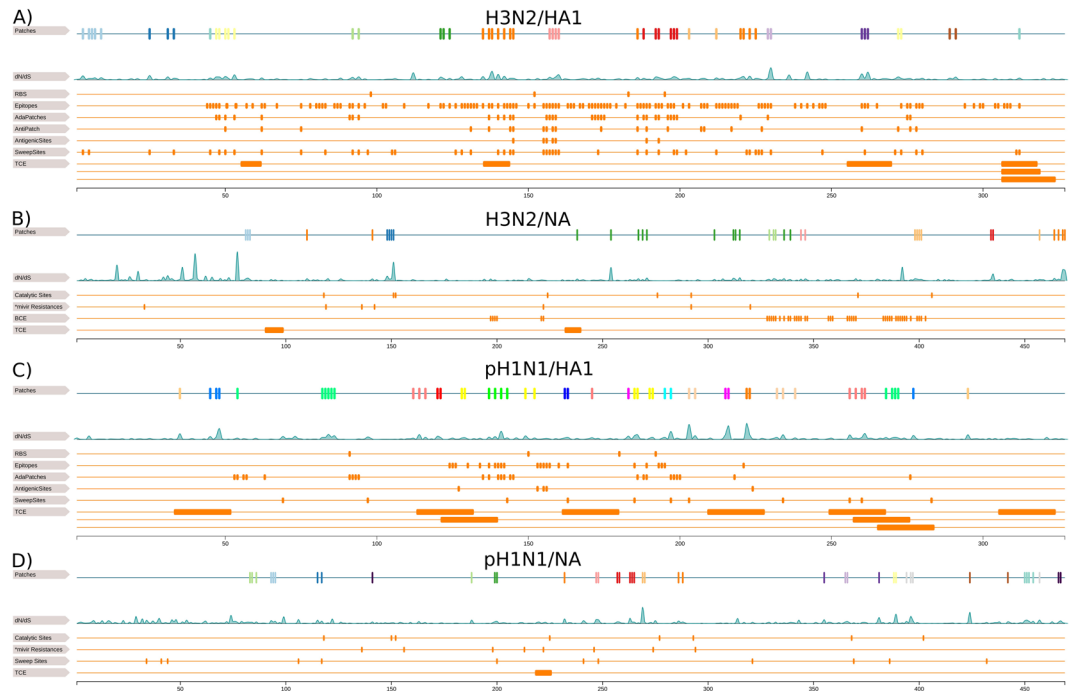 A) H3N2/HA1
Patches
dN/dS
RBS
Epitopes
AdaPatches
AntiPatch
AntigenicSites
SweepSites
TCE
50 100 150 200 250 300
B) H3N2/NA
Patches
dN/dS
Catalytic Sites
*mivir Resistances
BCE
TCE
50 100 150 200 250 300 350 400 450
C) pH1N1/HA1
Patches
dN/dS
RBS
Epitopes
AdaPatches
AntigenicSites
SweepSites
TCE
50 100 150 200 250 300
D) pH1N1/NA
Patches
dN/dS
Catalytic Sites
*mivir Resistances
Sweep Sites
TCE
50 100 150 200 250 300 350 400 450